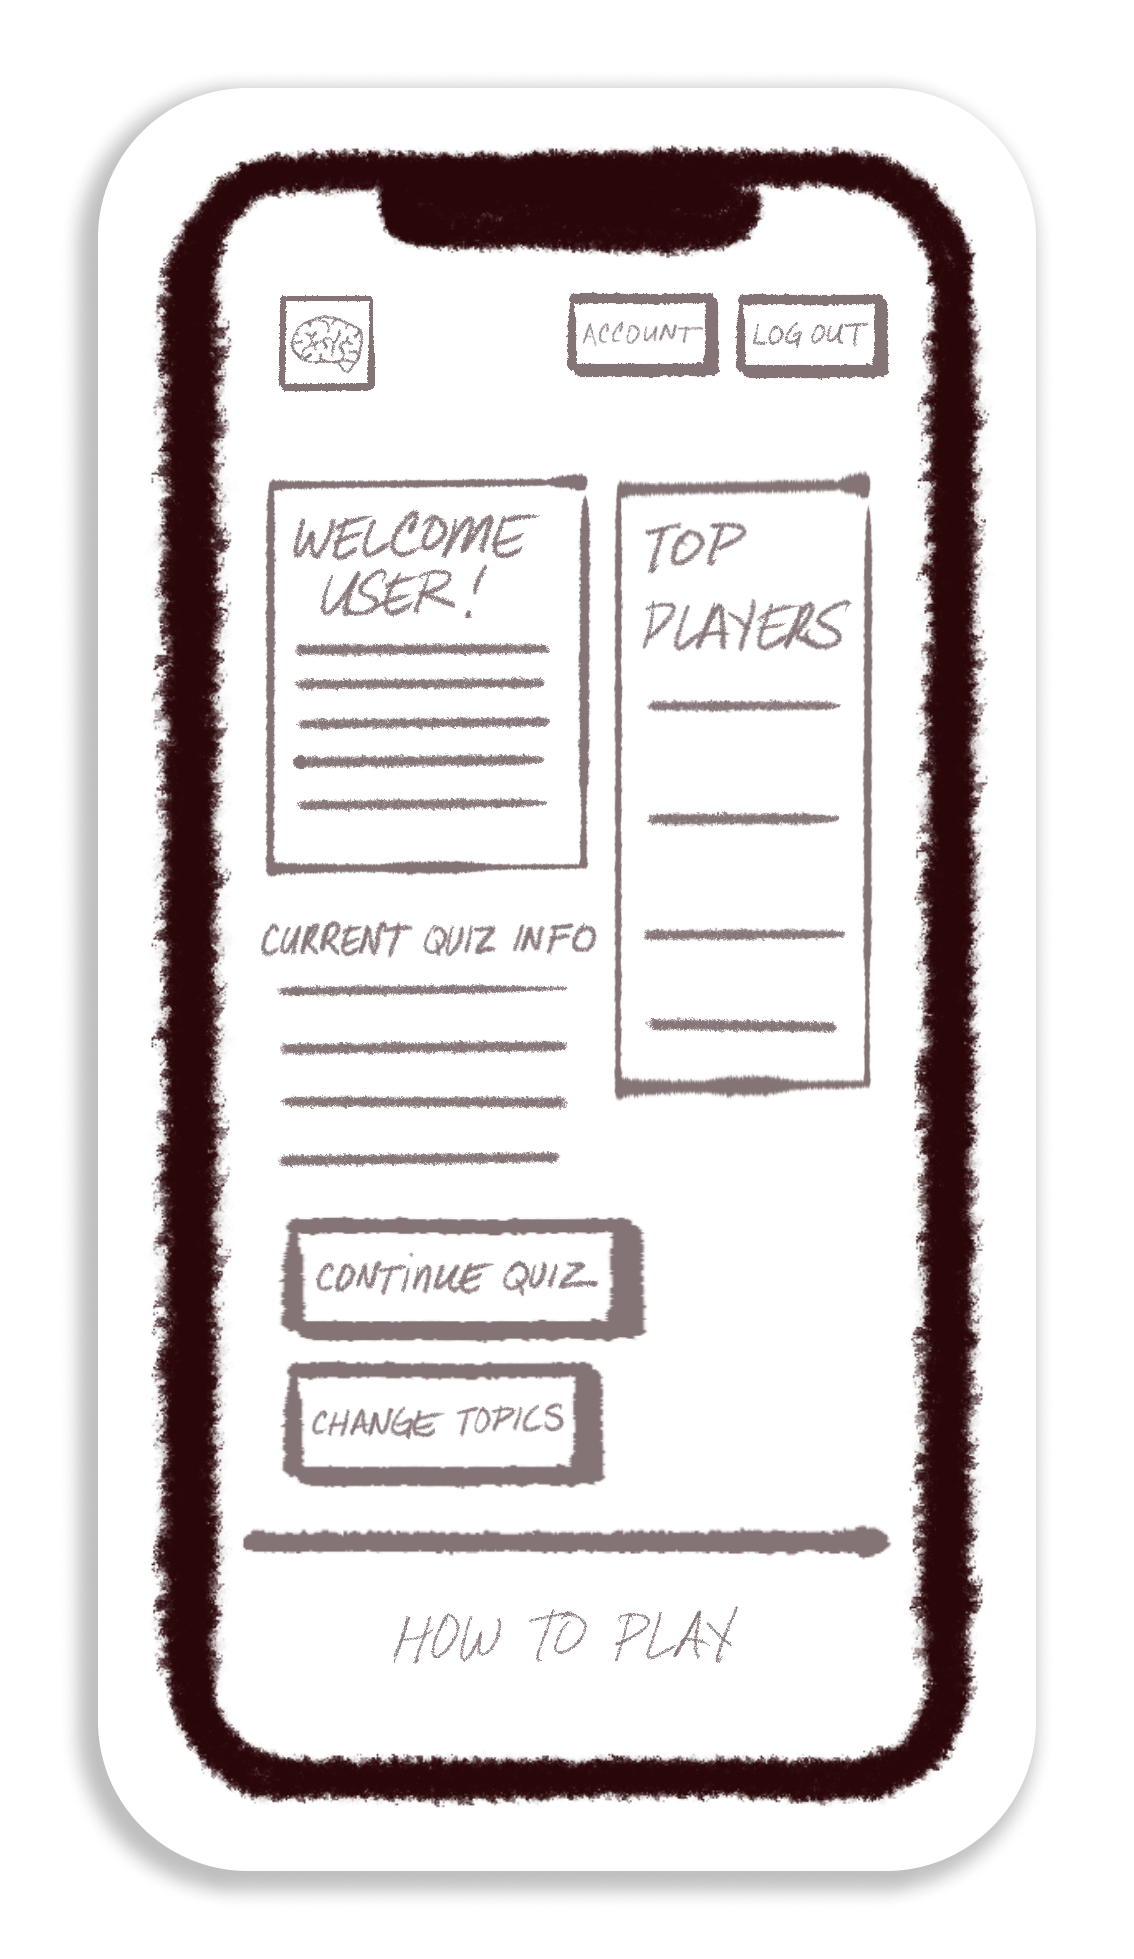 ACCOUNT
LOG OUT
WELCOME
USER!
TOP
PLAYERS
CURRENT QUIZ INFO
CONTINUE QUIZ
CHANGE TOPICS
HOW TO PLAY